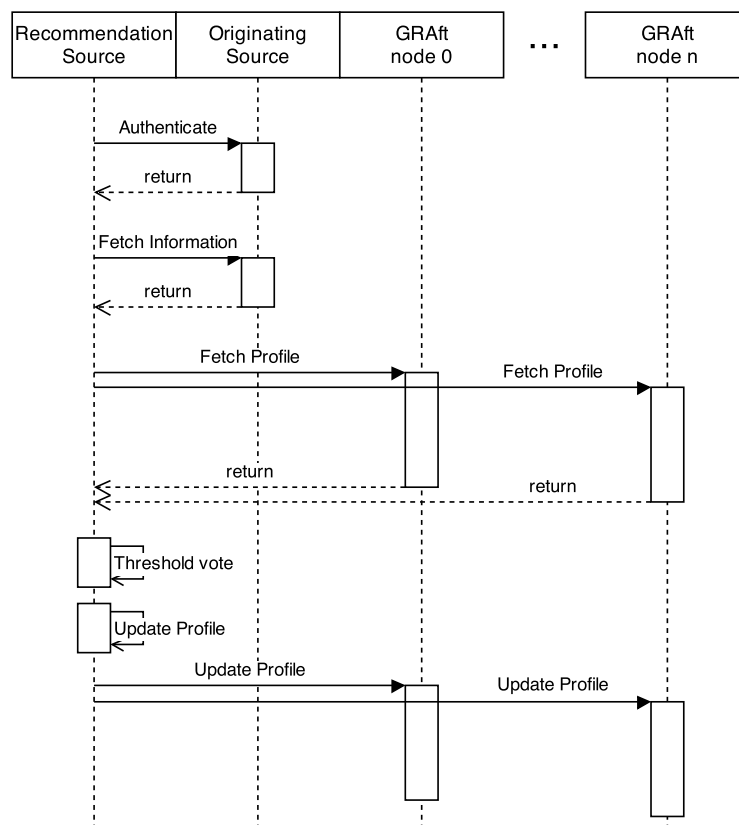 Recommendation
Source
Originating
Source
GRAft
node 0
...
GRAft
node n
Authenticate
return
Fetch Information
return
Fetch Profile
Fetch Profile
return
return
Threshold vote
Update Profile
Update Profile
Update Profile